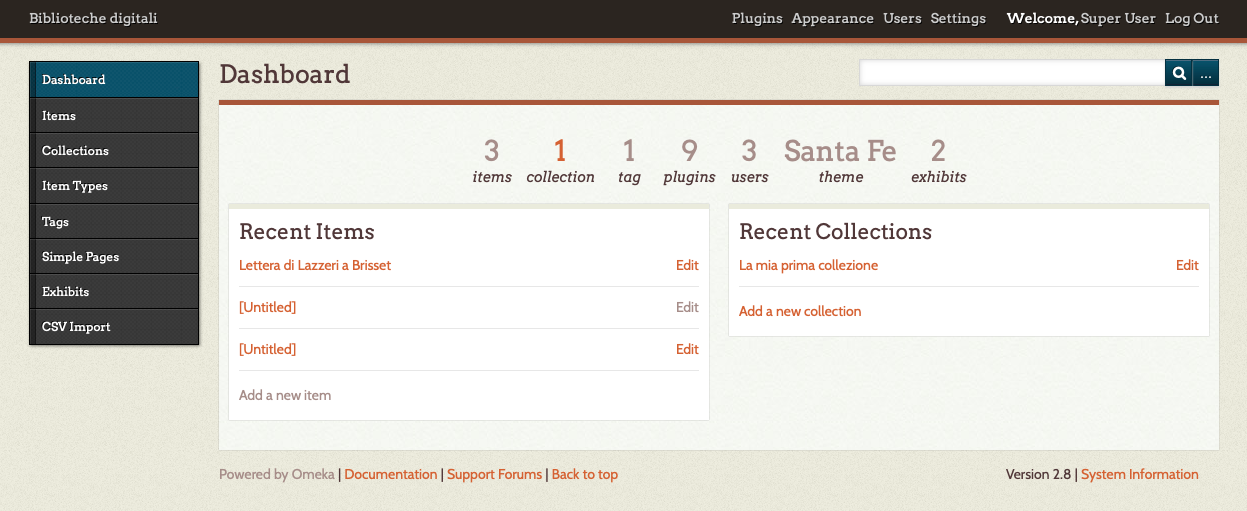 Biblioteche digitali
Plugins Appearance Users Settings Welcome, Super User Log Out
Dashboard
Items
Collections
Item Types
Tags
Simple Pages
Exhibits
CSV Import
Dashboard
...
3 1 1 9 3 Santa Fe 2
items collection tag plugins users theme exhibits
Recent Items
Lettera di Lazzeri a Brisset Edit
[Untitled] Edit
[Untitled] Edit
Add a new item
Recent Collections
La mia prima collezione Edit
Add a new collection
Powered by Omeka | Documentation | Support Forums | Back to top
Version 2.8 | System Information